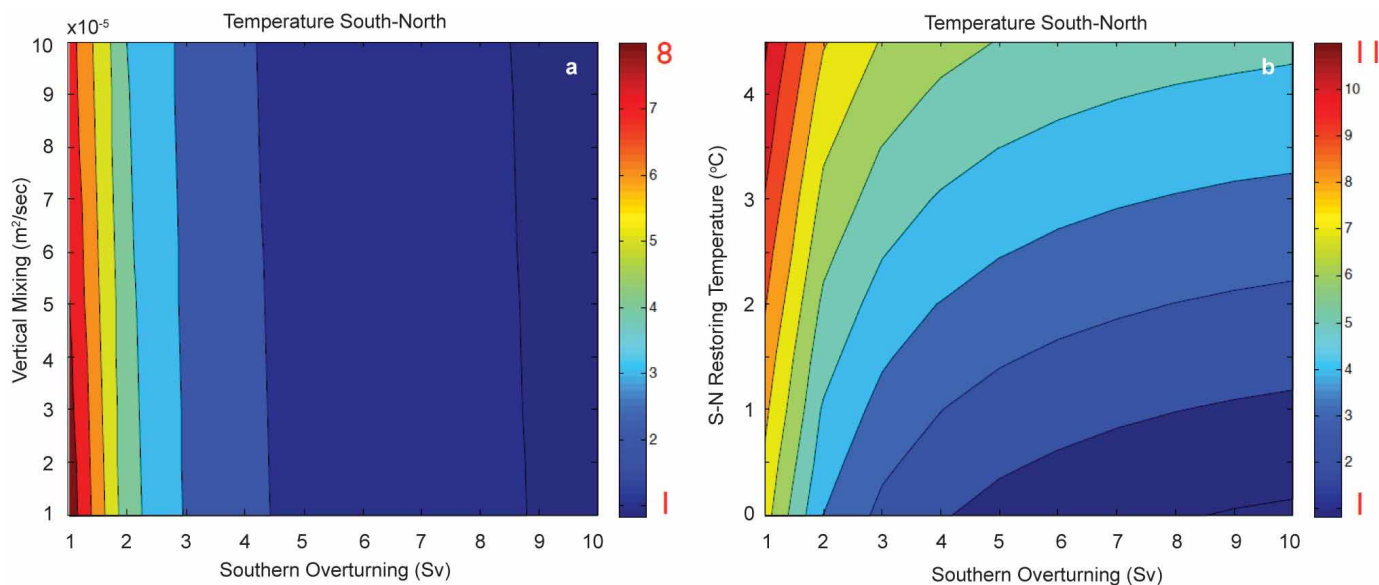 Temperature South-North
x10-5
Vertical Mixing (m2/sec)
10
9
8
7
6
5
4
3
2
1
a
1 2 3 4 5 6 7 8 9 10
Southern Overturning (Sv)
8
7
6
5
4
3
2
I
Temperature South-North
S-N Restoring Temperature (oC)
4
3
2
1
0
b
1 2 3 4 5 6 7 8 9 10
Southern Overturning (Sv)
I I
10
9
8
7
6
5
4
3
2
I